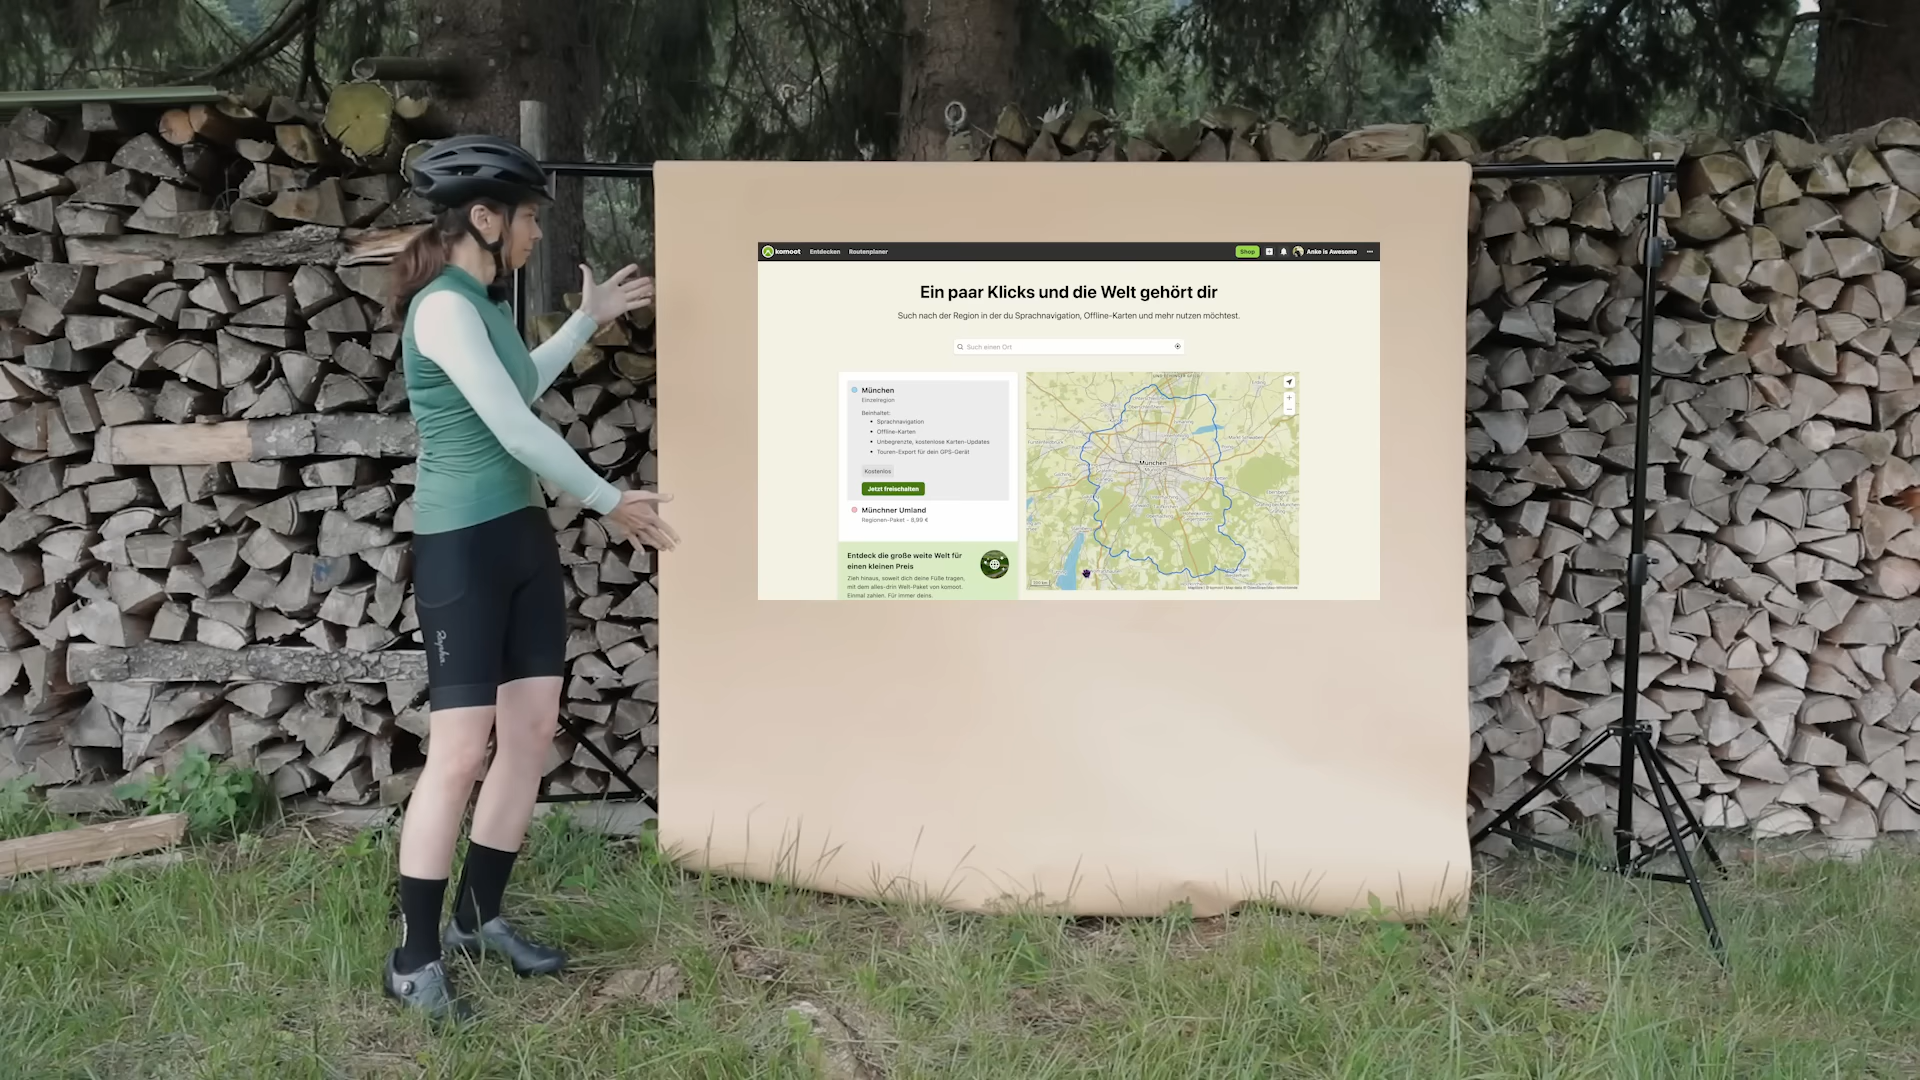 komoot Entdecken Routenplaner Shop Anke is Awesome
Ein paar Klicks und die Welt gehört dir
Such nach der Region in der du Sprachnavigation, Offline-Karten und mehr nutzen möchtest.
Such einen Ort
München
Einzelregion
Beinhaltet:
Sprachnavigation
Offline-Karten
Unbegrenzte, kostenlose Karten-Updates
Touren-Export für dein GPS-Gerät
Kostenlos
Jetzt freischalten
Münchner Umland
Regionen-Paket - 8,99 €
Entdeck die große weite Welt für
einen kleinen Preis
Zieh hinaus, soweit dich deine Füße tragen,
mit dem alles-drin Welt-Paket von komoot.
Einmal zahlen. Für immer deins.
München
Rapha